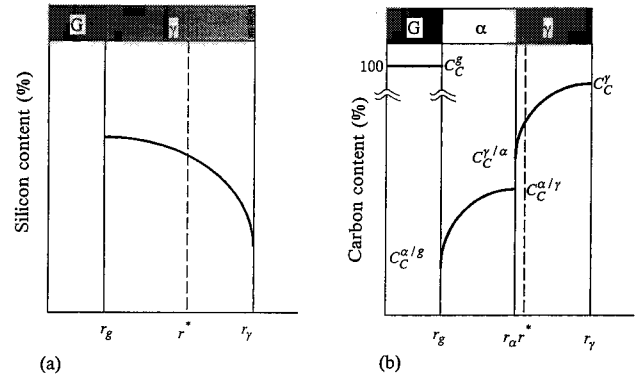 G γ
Silicon content (%)
r_g r^* r_γ
(a)
G α γ
100 C_C^g
C_C^γ
C_C^{γ/α}
C_C^{α/γ}
C_C^{α/g}
Carbon content (%)
r_g r_α r^* r_γ
(b)